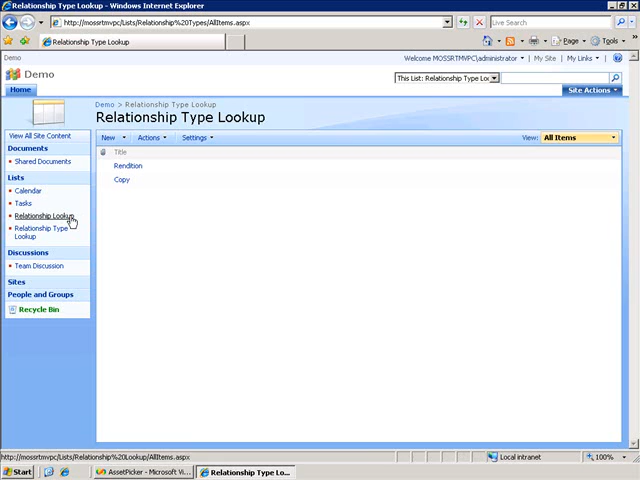 Relationship Type Lookup - Windows Internet Explorer
http://mossrtmvpc/Lists/Relationship%20Types/AllItems.aspx
Live Search
Relationship Type Lookup
Page
Tools
Demo
Welcome MOSSRTMVPC\administrator
My Site
My Links
Demo
This List: Relationship Type Loo
Home
Site Actions
Demo > Relationship Type Lookup
Relationship Type Lookup
View All Site Content
New
Actions
Settings
View:
All Items
Documents
Shared Documents
Lists
Calendar
Tasks
Relationship Lookup
Relationship Type
Lookup
Discussions
Team Discussion
Sites
People and Groups
Recycle Bin
Title
Rendition
Copy
http://mossrtmvpc/Lists/Relationship%20Lookup/AllItems.aspx
Local intranet
100%
Start
AssetPicker - Microsoft Vi...
Relationship Type Lo...